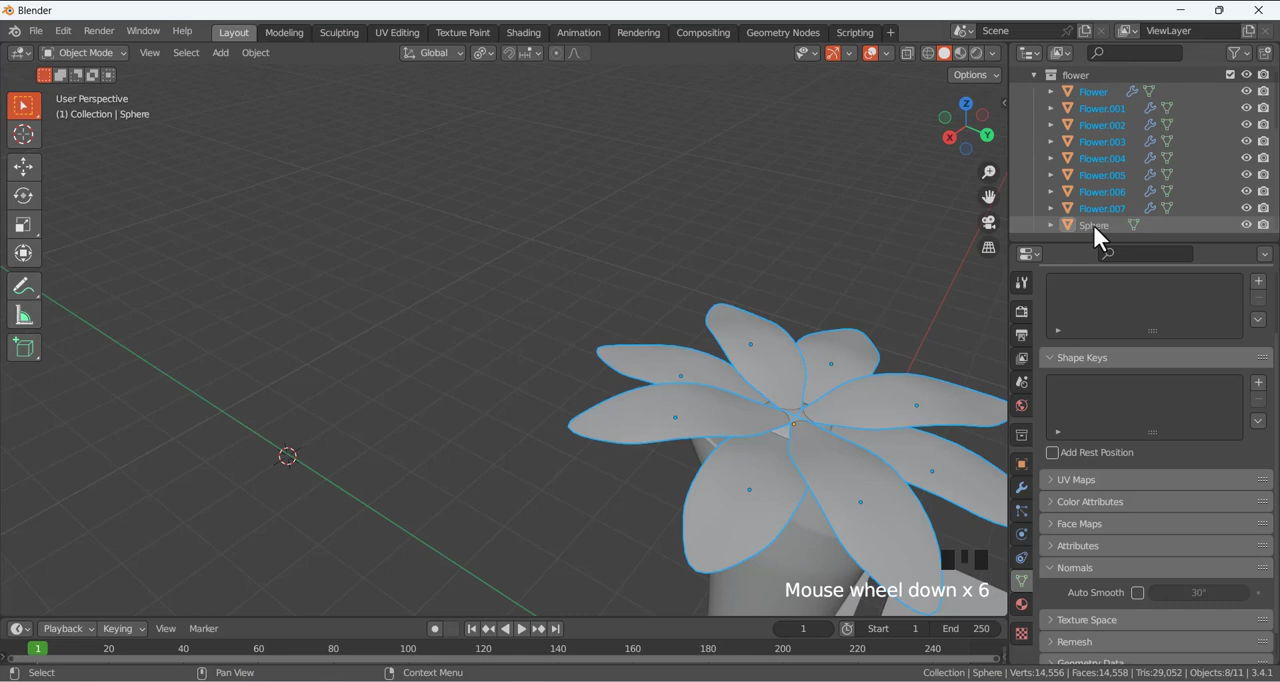 Blender
File Edit Render Window Help Layout Modeling Sculpting UV Editing Texture Paint Shading Animation Rendering Compositing Geometry Nodes Scripting + Scene ViewLayer
Object Mode View Select Add Object Global
Options
User Perspective
(1) Collection | Sphere
Z
Y
X
flower
Flower
Flower.001
Flower.002
Flower.003
Flower.004
Flower.005
Flower.006
Flower.007
Sphere
Shape Keys
Add Rest Position
UV Maps
Color Attributes
Face Maps
Attributes
Normals
Auto Smooth 30°
Texture Space
Remesh
Geometry Data
Mouse wheel down x 6
Playback Keying View Marker 1 Start 1 End 250
1 20 40 60 80 100 120 140 160 180 200 220 240
Select Pan View Context Menu Collection | Sphere | Verts:14,556 | Faces:14,558 | Tris:29,052 | Objects:8/11 | 3.4.1